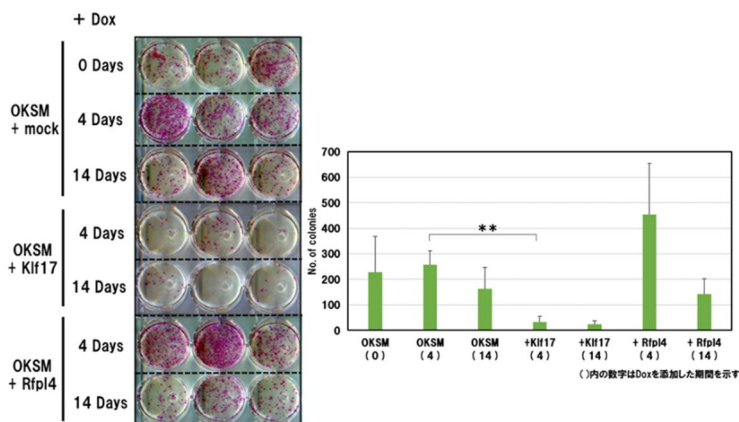 + Dox
OKSM
+ mock
0 Days
4 Days
14 Days
OKSM
+ Klf17
4 Days
14 Days
OKSM
+ Rfpl4
4 Days
14 Days
No. of colonies
700
600
500
400
300
200
100
0
**
OKSM
(0)
OKSM
(4)
OKSM
(14)
+Klf17
(4)
+Klf17
(14)
+ Rfpl4
(4)
+ Rfpl4
(14)
( )内の数字はDoxを添加した期間を示す